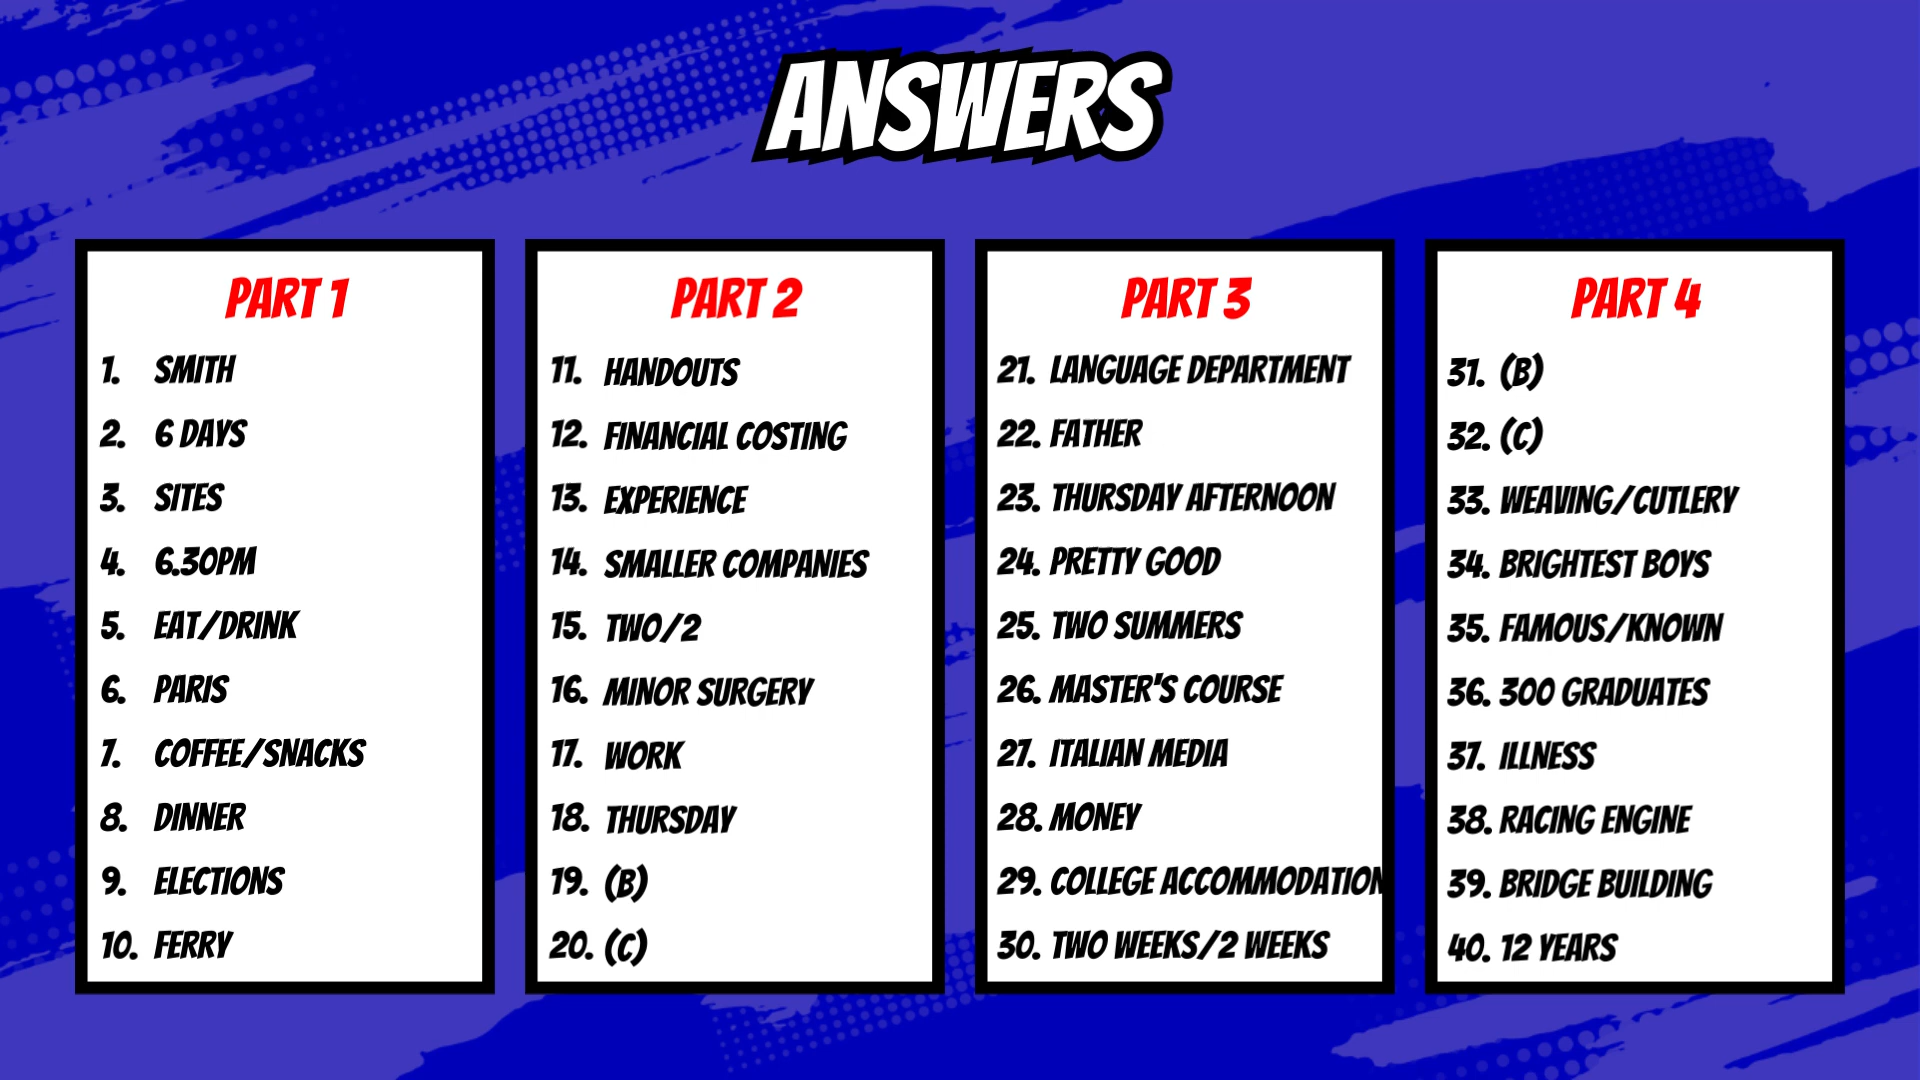 ANSWERS
PART 1
1. SMITH
2. 6 DAYS
3. SITES
4. 6.30PM
5. EAT/DRINK
6. PARIS
7. COFFEE/SNACKS
8. DINNER
9. ELECTIONS
10. FERRY
PART 2
11. HANDOUTS
12. FINANCIAL COSTING
13. EXPERIENCE
14. SMALLER COMPANIES
15. TWO/2
16. MINOR SURGERY
17. WORK
18. THURSDAY
19. (B)
20. (C)
PART 3
21. LANGUAGE DEPARTMENT
22. FATHER
23. THURSDAY AFTERNOON
24. PRETTY GOOD
25. TWO SUMMERS
26. MASTER'S COURSE
27. ITALIAN MEDIA
28. MONEY
29. COLLEGE ACCOMMODATION
30. TWO WEEKS/2 WEEKS
PART 4
31. (B)
32. (C)
33. WEAVING/CUTLERY
34. BRIGHTEST BOYS
35. FAMOUS/KNOWN
36. 300 GRADUATES
37. ILLNESS
38. RACING ENGINE
39. BRIDGE BUILDING
40. 12 YEARS